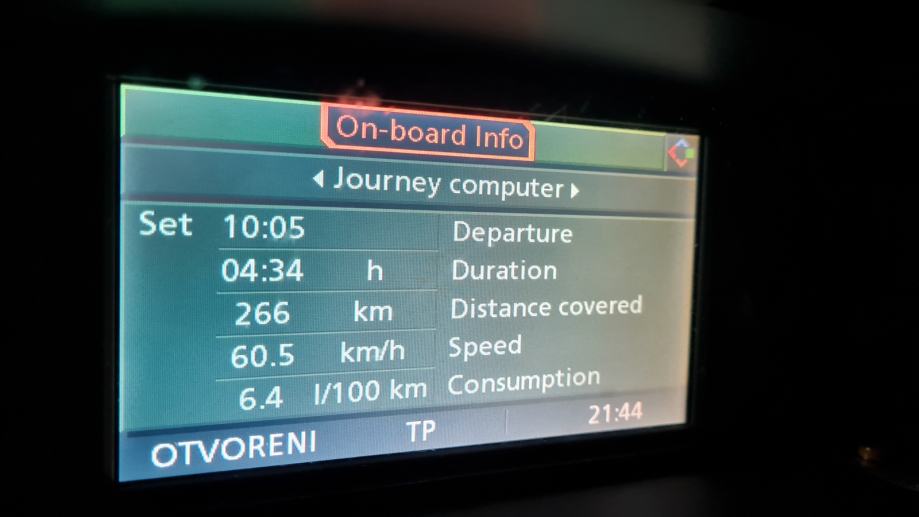 On-board Info
Journey computer
Set 10:05 Departure
04:34 h Duration
266 km Distance covered
60.5 km/h Speed
6.4 l/100 km Consumption
OTVORENI TP 21:44